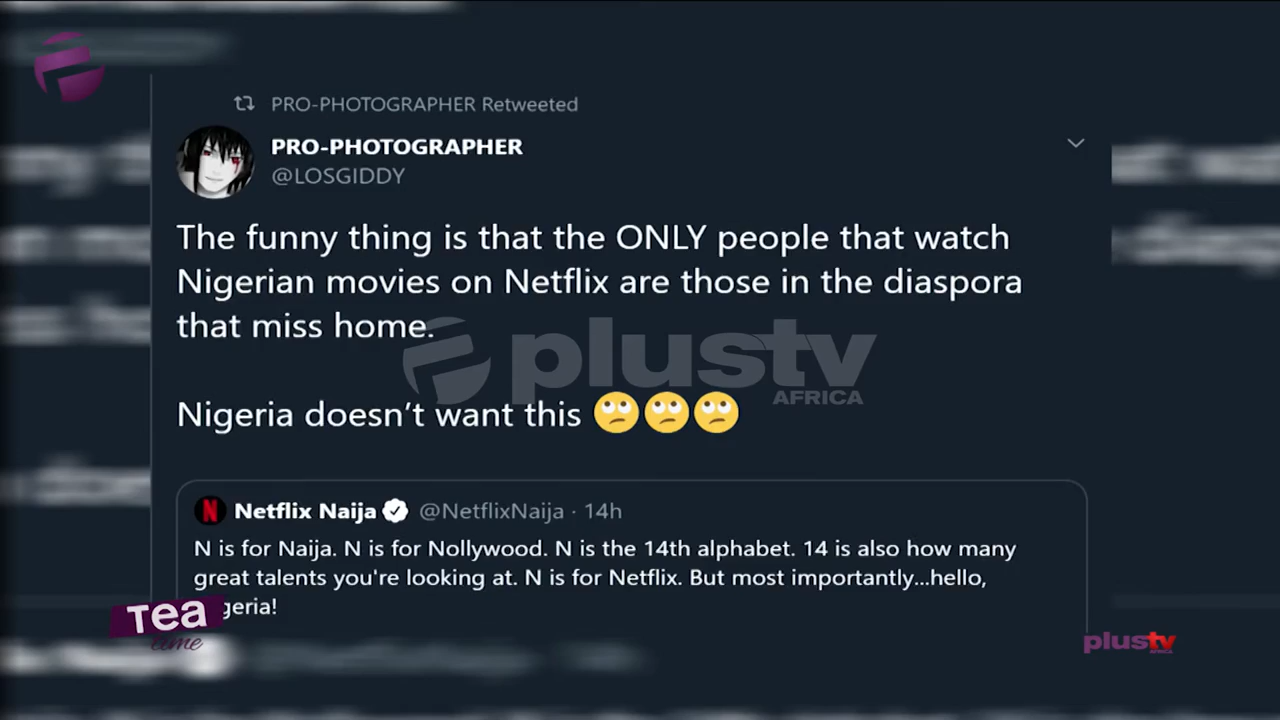 PRO-PHOTOGRAPHER Retweeted
PRO-PHOTOGRAPHER
@LOSGIDDY
The funny thing is that the ONLY people that watch
Nigerian movies on Netflix are those in the diaspora
that miss home.
plustv
AFRICA
Nigeria doesn’t want this 🙄🙄🙄
Netflix Naija @NetflixNaija · 14h
N is for Naija. N is for Nollywood. N is the 14th alphabet. 14 is also how many
great talents you're looking at. N is for Netflix. But most importantly...hello,
geria!
Tea
time
plustv
AFRICA